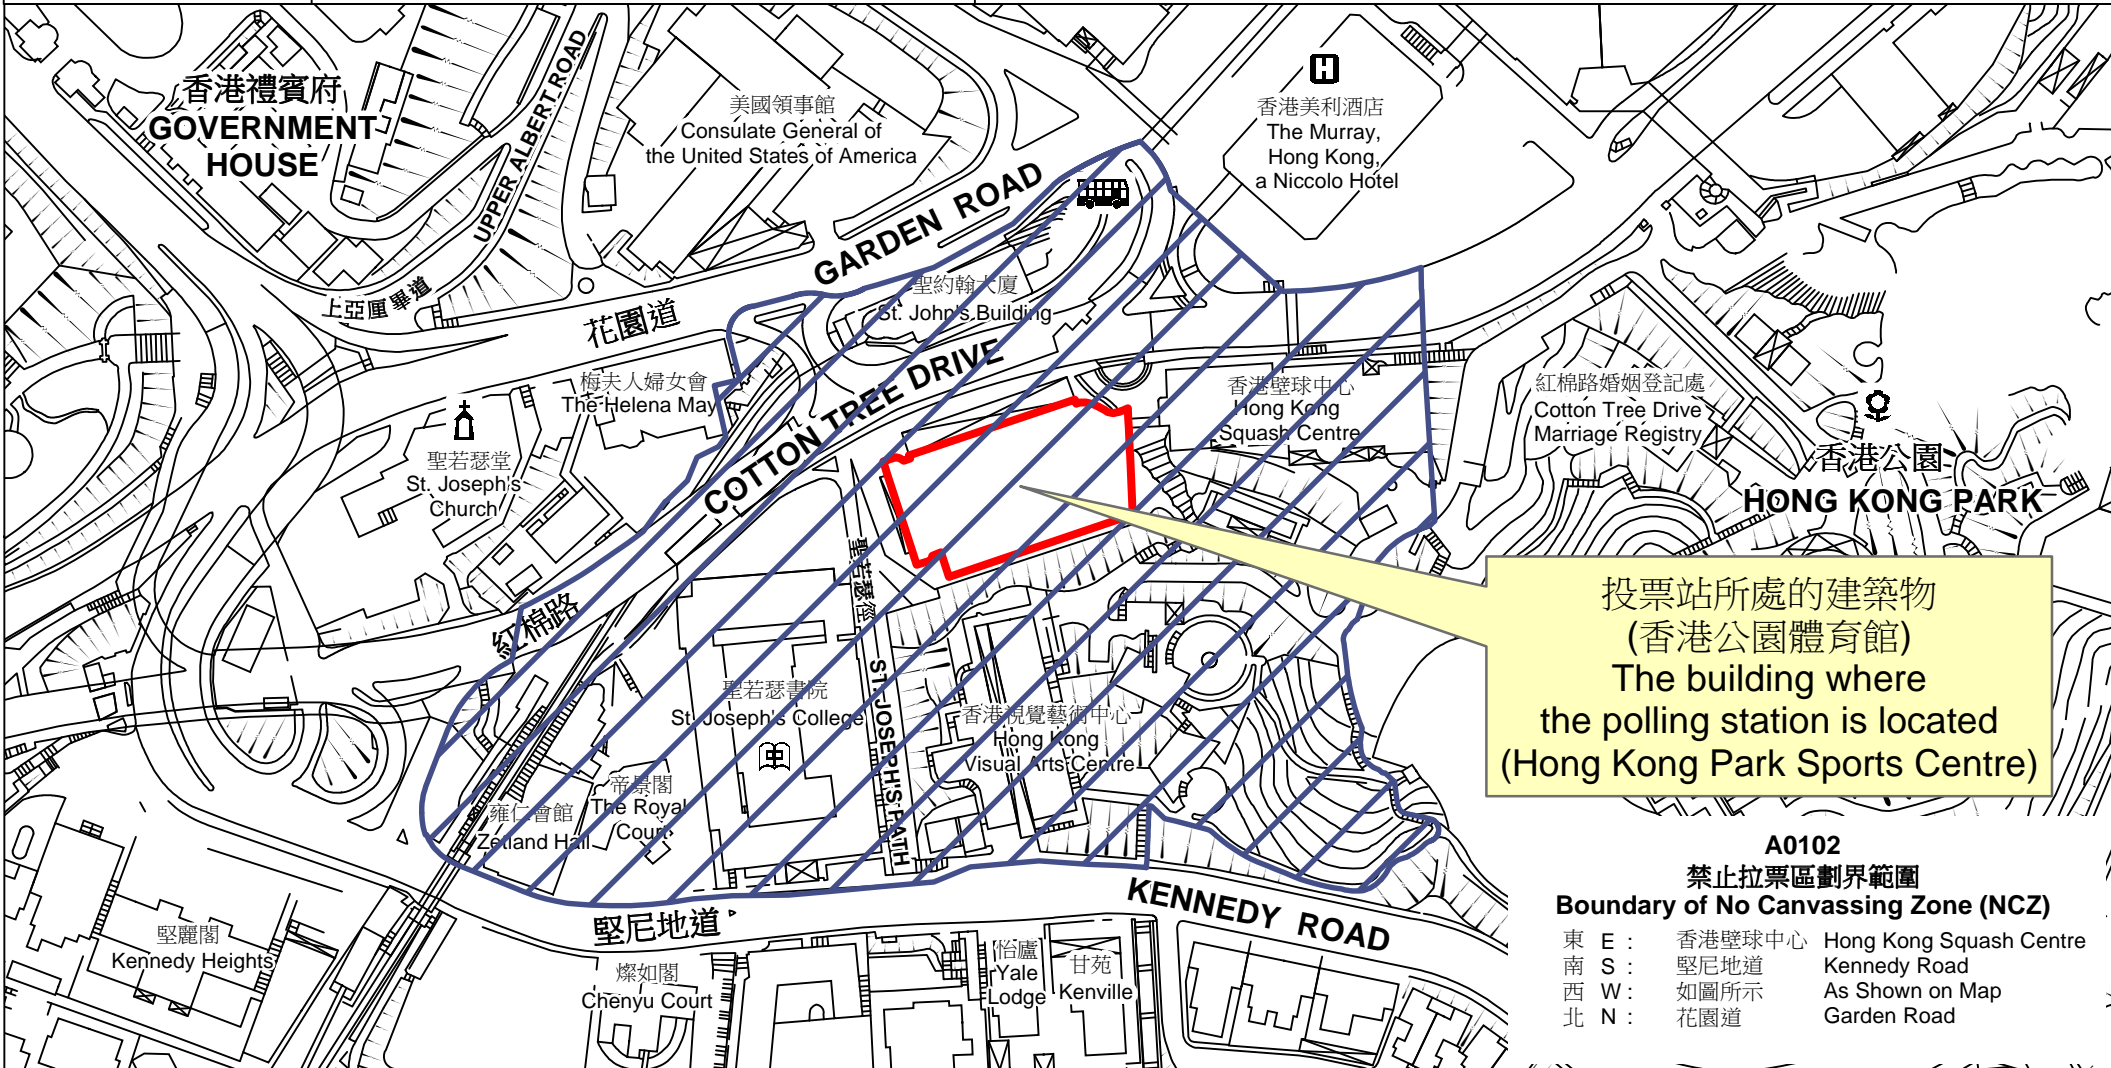 香港禮賓府
GOVERNMENT
HOUSE
UPPER ALBERT ROAD
上亞厘畢道
美國領事館
Consulate General of
the United States of America
香港美利酒店
The Murray,
Hong Kong,
a Niccolo Hotel
GARDEN ROAD
花園道
聖約翰大廈
St. John's Building
梅夫人婦女會
The Helena May
聖若瑟堂
St. Joseph's
Church
COTTON TREE DRIVE
紅棉路
香港壁球中心
Hong Kong
Squash Centre
紅棉路婚姻登記處
Cotton Tree Drive
Marriage Registry
香港公園
HONG KONG PARK
聖若瑟徑
ST. JOSEPH'S PATH
聖若瑟書院
St. Joseph's College
香港視覺藝術中心
Hong Kong
Visual Arts Centre
帝景閣
The Royal
Court
雍仁會館
Zetland Hall
投票站所處的建築物
(香港公園體育館)
The building where
the polling station is located
(Hong Kong Park Sports Centre)
堅尼地道
KENNEDY ROAD
堅麗閣
Kennedy Heights
燦如閣
Chenyu Court
怡廬
Yale
Lodge
甘苑
Kenville
A0102
禁止拉票區劃界範圍
Boundary of No Canvassing Zone (NCZ)
東 E : 香港壁球中心 Hong Kong Squash Centre
南 S : 堅尼地道 Kennedy Road
西 W : 如圖所示 As Shown on Map
北 N : 花園道 Garden Road